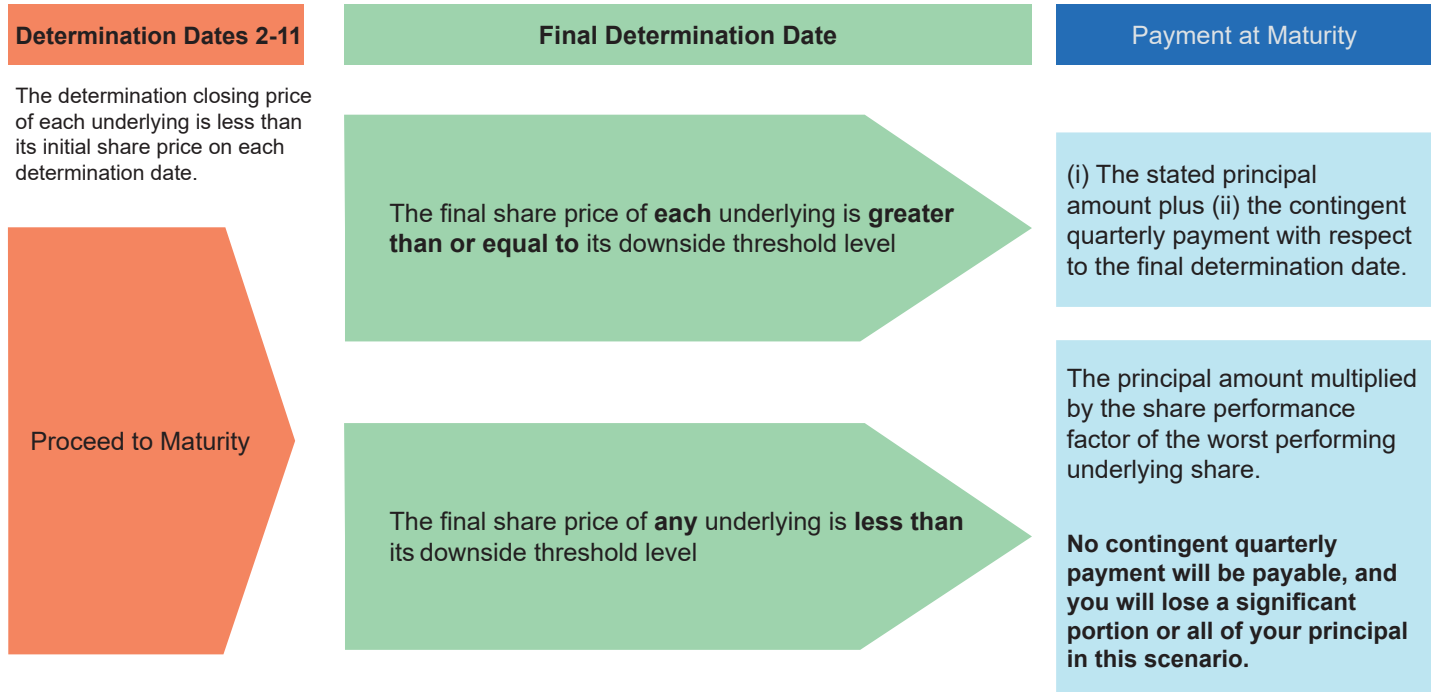 Determination Dates 2-11
Final Determination Date
Payment at Maturity
The determination closing price
of each underlying is less than
its initial share price on each
determination date.
Proceed to Maturity
The final share price of each underlying is greater
than or equal to its downside threshold level
(i) The stated principal
amount plus (ii) the contingent
quarterly payment with respect
to the final determination date.
The final share price of any underlying is less than
its downside threshold level
The principal amount multiplied
by the share performance
factor of the worst performing
underlying share.
No contingent quarterly
payment will be payable, and
you will lose a significant
portion or all of your principal
in this scenario.